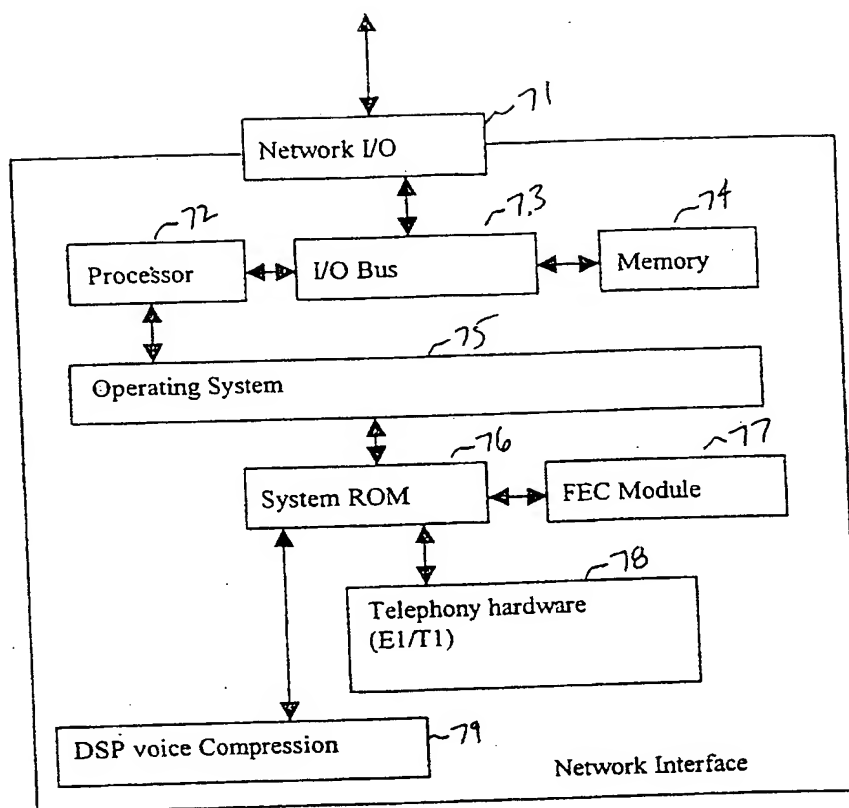 71
Network I/O
72
73
74
Processor
I/O Bus
Memory
75
Operating System
76
77
System ROM
FEC Module
78
Telephony hardware
(E1/T1)
DSP voice Compression
79
Network Interface